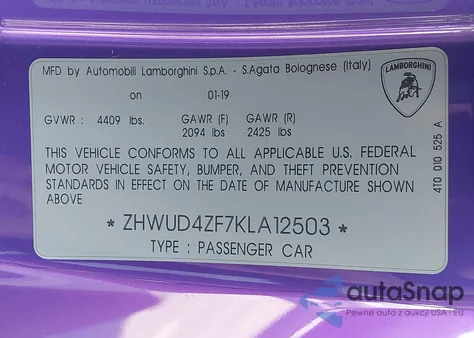 MFD by Automobili Lamborghini S.p.A. - S.Agata Bolognese (Italy)
on 01-19
GVWR : 4409 lbs. GAWR (F) GAWR (R)
2094 lbs 2425 lbs
THIS VEHICLE CONFORMS TO ALL APPLICABLE U.S. FEDERAL
MOTOR VEHICLE SAFETY, BUMPER, AND THEFT PREVENTION
STANDARDS IN EFFECT ON THE DATE OF MANUFACTURE SHOWN
ABOVE
* ZHWUD4ZF7KLA12503 *
TYPE : PASSENGER CAR
LAMBORGHINI
4T0 010 525 A
autoSnap
Pewne auta z aukcji USA i EU